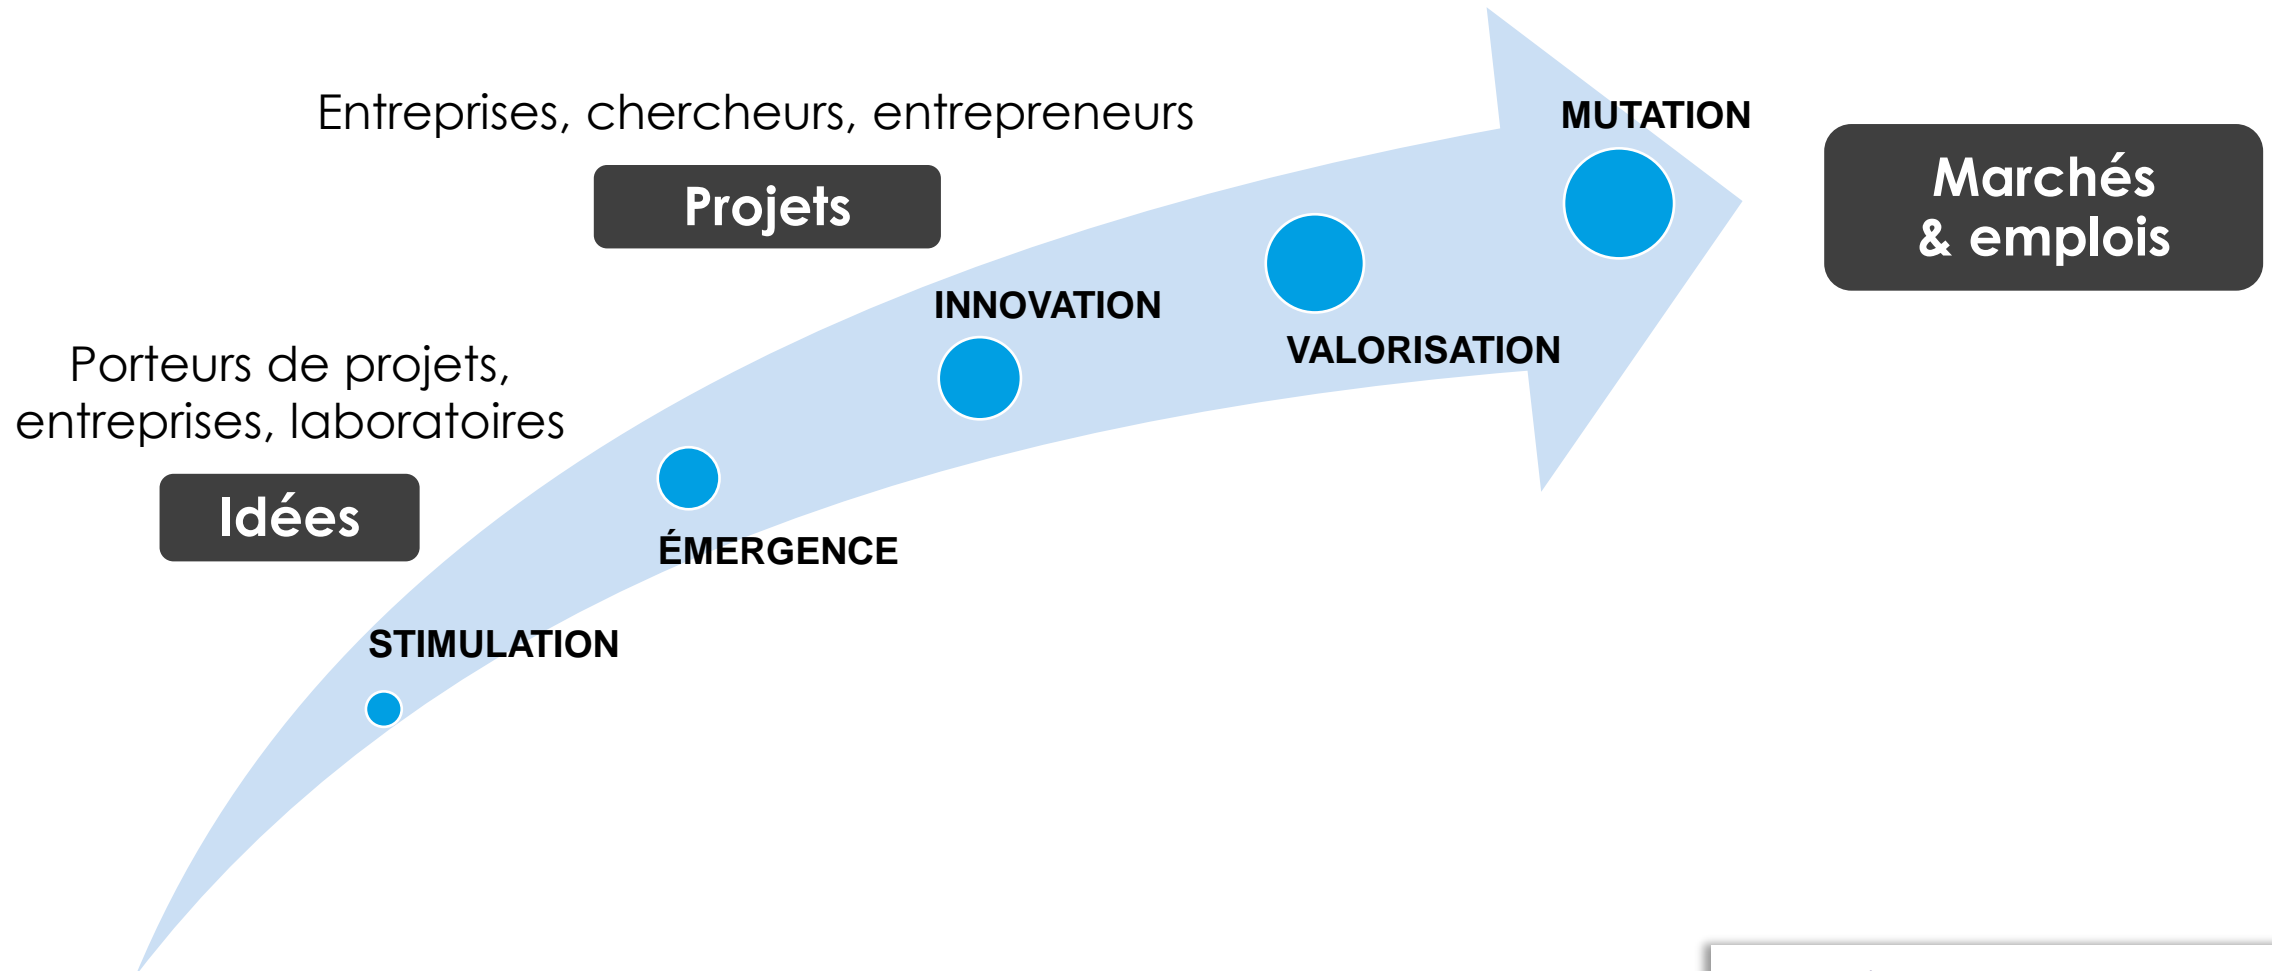 Entreprises, chercheurs, entrepreneurs
Projets
MUTATION
Marchés
& emplois
INNOVATION
VALORISATION
Porteurs de projets,
entreprises, laboratoires
Idées
ÉMERGENCE
STIMULATION